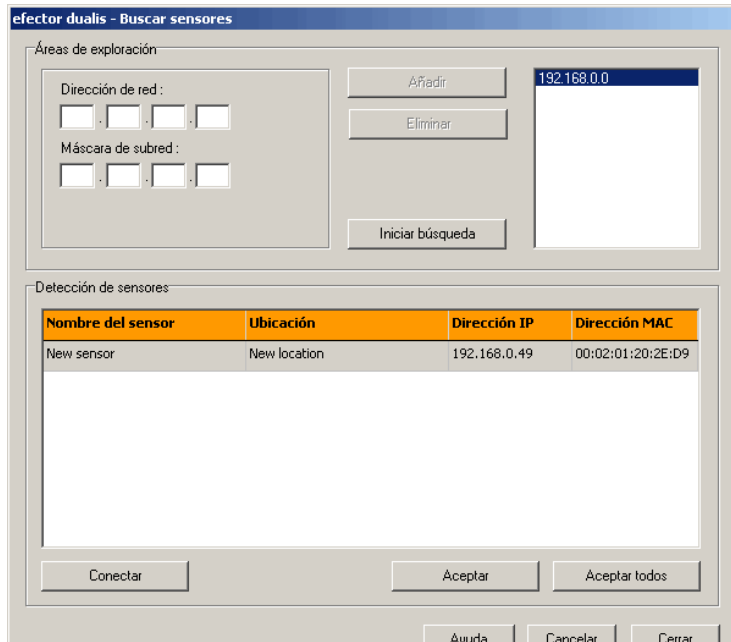 efector dualis - Buscar sensores
Áreas de exploración
Dirección de red :
. . .
Máscara de subred :
. . .
Añadir
Eliminar
Iniciar búsqueda
192.168.0.0
Detección de sensores
Nombre del sensor Ubicación Dirección IP Dirección MAC
New sensor New location 192.168.0.49 00:02:01:20:2E:D9
Conectar Aceptar Aceptar todos
Ayuda Cancelar Cerrar